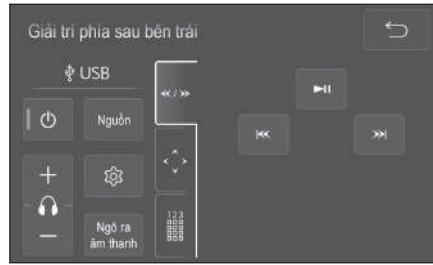 Giải trí phía sau bên trái
USB
Nguồn
123
Ngõ ra
âm thanh